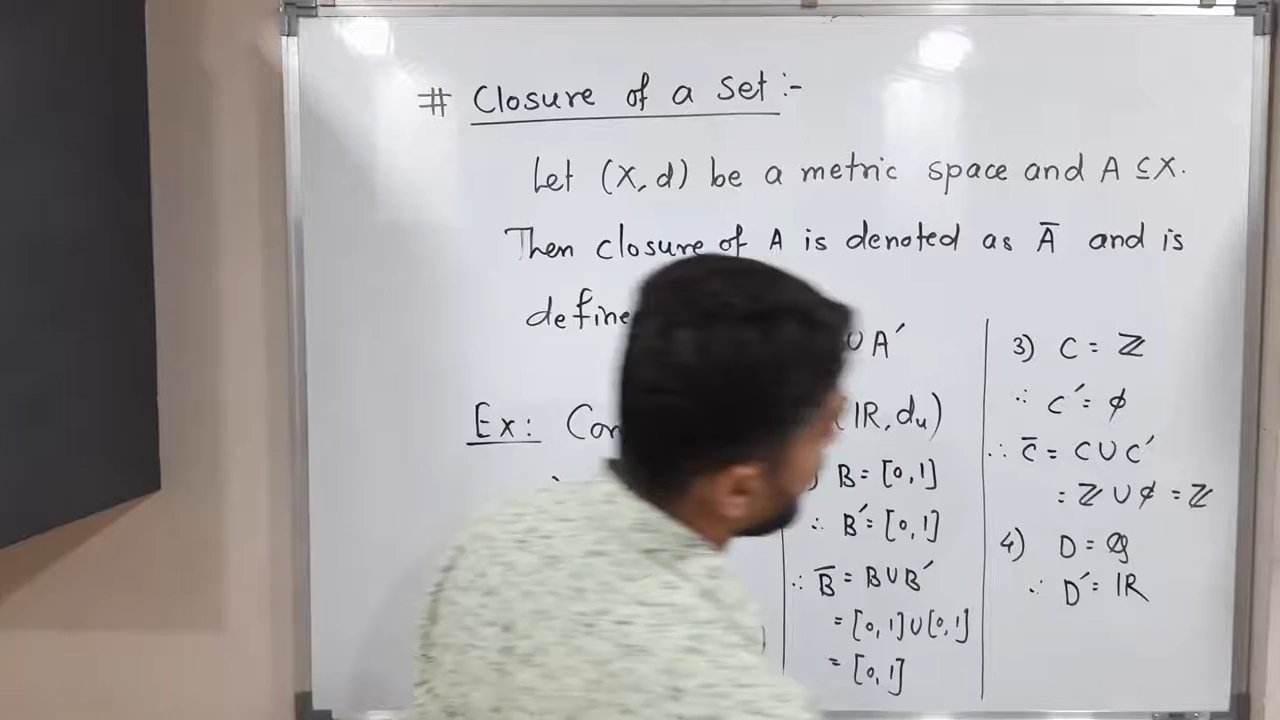 # Closure of a set :-
Let (X, d) be a metric space and A ⊆ X.
Then closure of A is denoted as Ā and is
define
∪ A′
Ex: Con (ℝ, dᵤ)
) B = [0,1]
∴ B′ = [0,1]
∴ B̄ = B ∪ B′
= [0,1] ∪ [0,1]
= [0,1]
3) C = ℤ
∴ C′ = ϕ
∴ C̄ = C ∪ C′
= ℤ ∪ ϕ = ℤ
4) D = ℚ
∴ D′ = ℝ